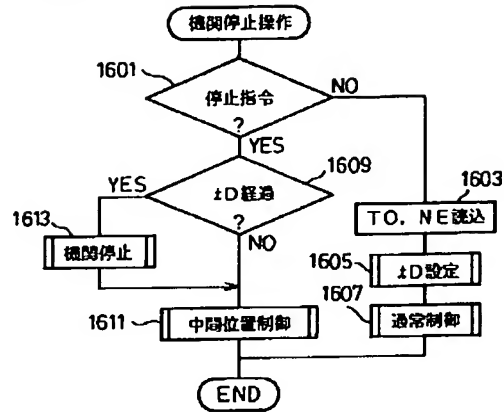 機関停止操作
1601
停止指令
?
NO
YES
1609
tD経過
?
YES
NO
1603
TO. NE読込
1613
機関停止
1605
tD設定
1611
中間位置制御
1607
通常制御
END